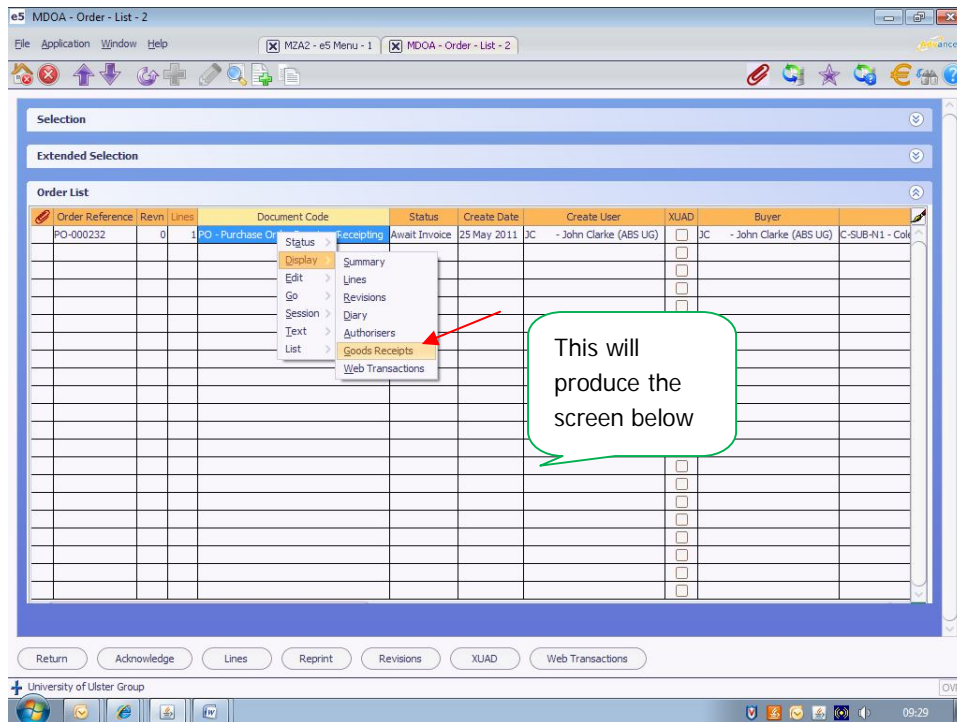 e5 MDOA - Order - List - 2
File Application Window Help
MZA2 - e5 Menu - 1
MDOA - Order - List - 2
Selection
Extended Selection
Order List
Order Reference Revn Lines Document Code Status Create Date Create User XUAD Buyer
PO-000232 0 1 PO - Purchase Receipting Await Invoice 25 May 2011 JC - John Clarke (ABS UG) JC - John Clarke (ABS UG) C-SUB-N1 - Cole
Status
Display
Edit
Go
Session
Text
List
Summary
Lines
Revisions
Diary
Authorisers
Goods Receipts
Web Transactions
This will
produce the
screen below
Return Acknowledge Lines Reprint Revisions XUAD Web Transactions
University of Ulster Group
09:29